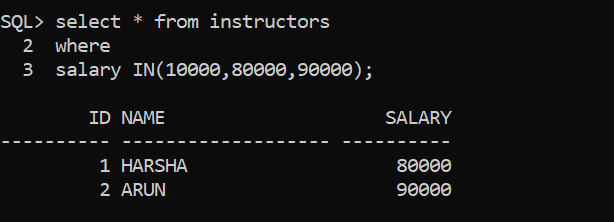 SQL> select * from instructors
  2  where
  3  salary IN(10000,80000,90000);

        ID NAME                    SALARY
---------- ------------------- ----------
         1 HARSHA                   80000
         2 ARUN                     90000